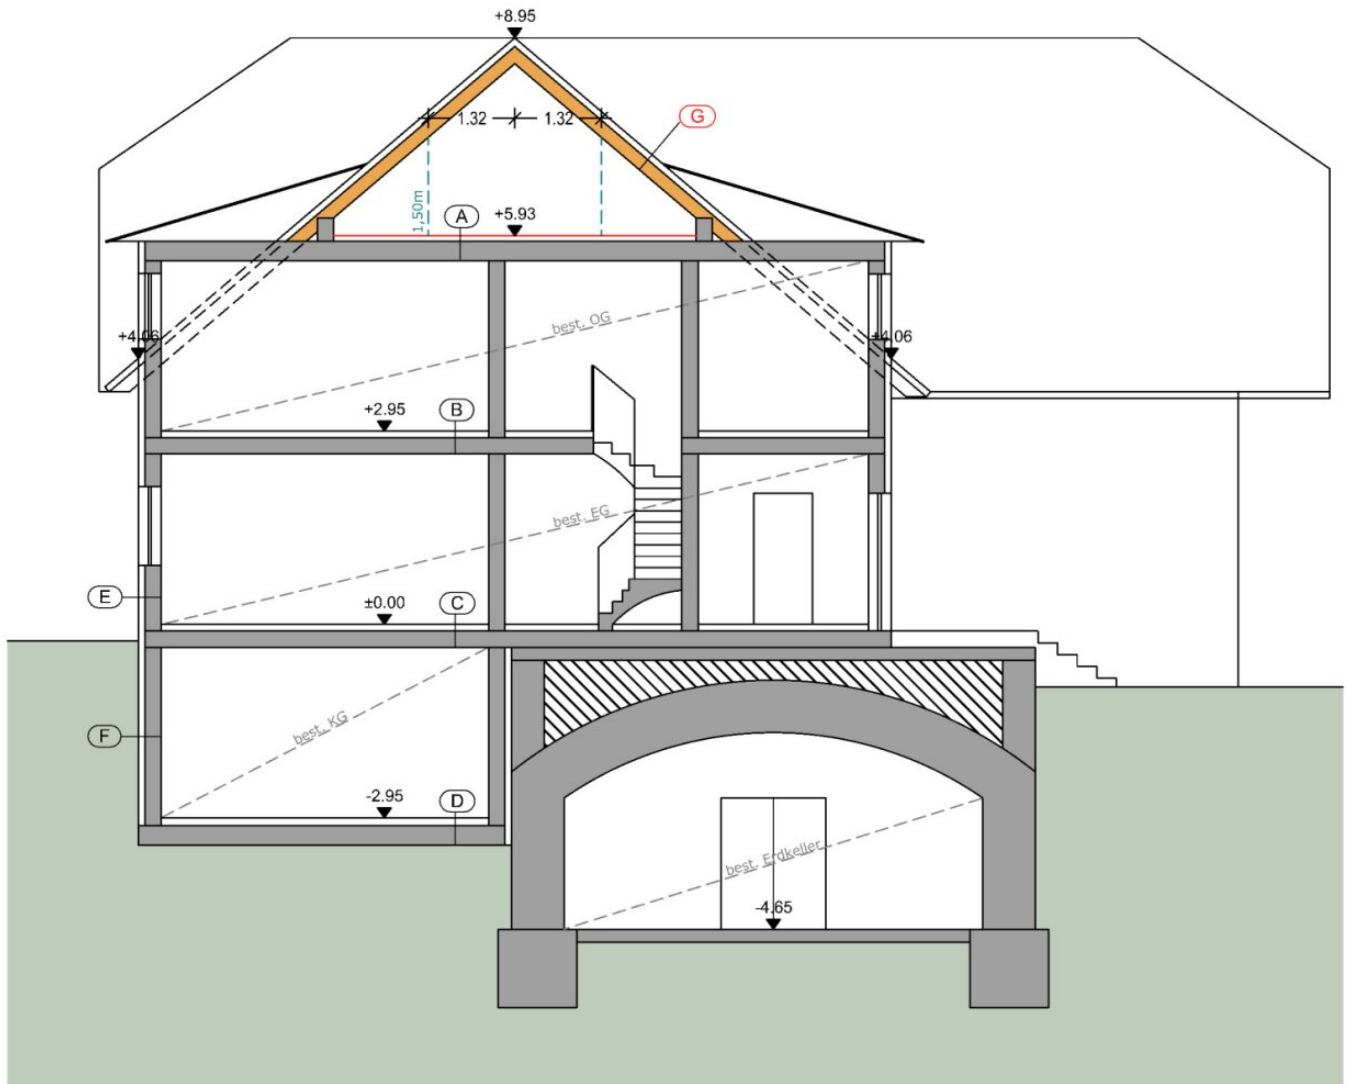 +8.95
1.32
1.32
G
1,50m
A
+5.93
+4.06
best. OG
+4.06
+2.95
B
best. EG
E
±0.00
C
F
best. KG
-2.95
D
best. Erdkeller
-4.65